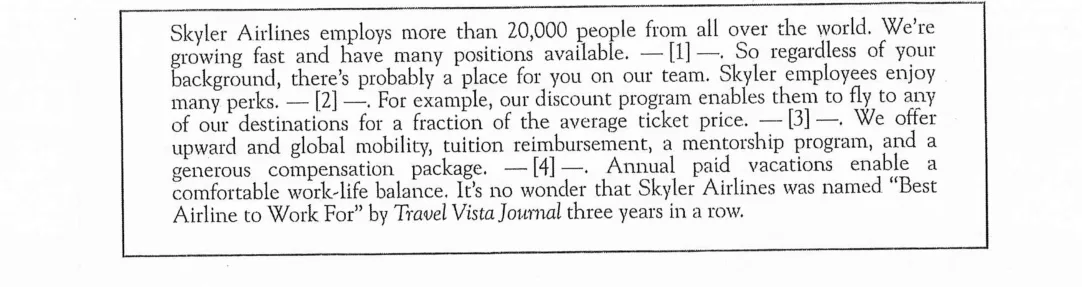 Skyler Airlines employs more than 20,000 people from all over the world. We're
growing fast and have many positions available. — [1] —. So regardless of your
background, there's probably a place for you on our team. Skyler employees enjoy
many perks. — [2] —. For example, our discount program enables them to fly to any
of our destinations for a fraction of the average ticket price. — [3] —. We offer
upward and global mobility, tuition reimbursement, a mentorship program, and a
generous compensation package. — [4] —. Annual paid vacations enable a
comfortable work-life balance. It's no wonder that Skyler Airlines was named “Best
Airline to Work For” by Travel Vista Journal three years in a row.